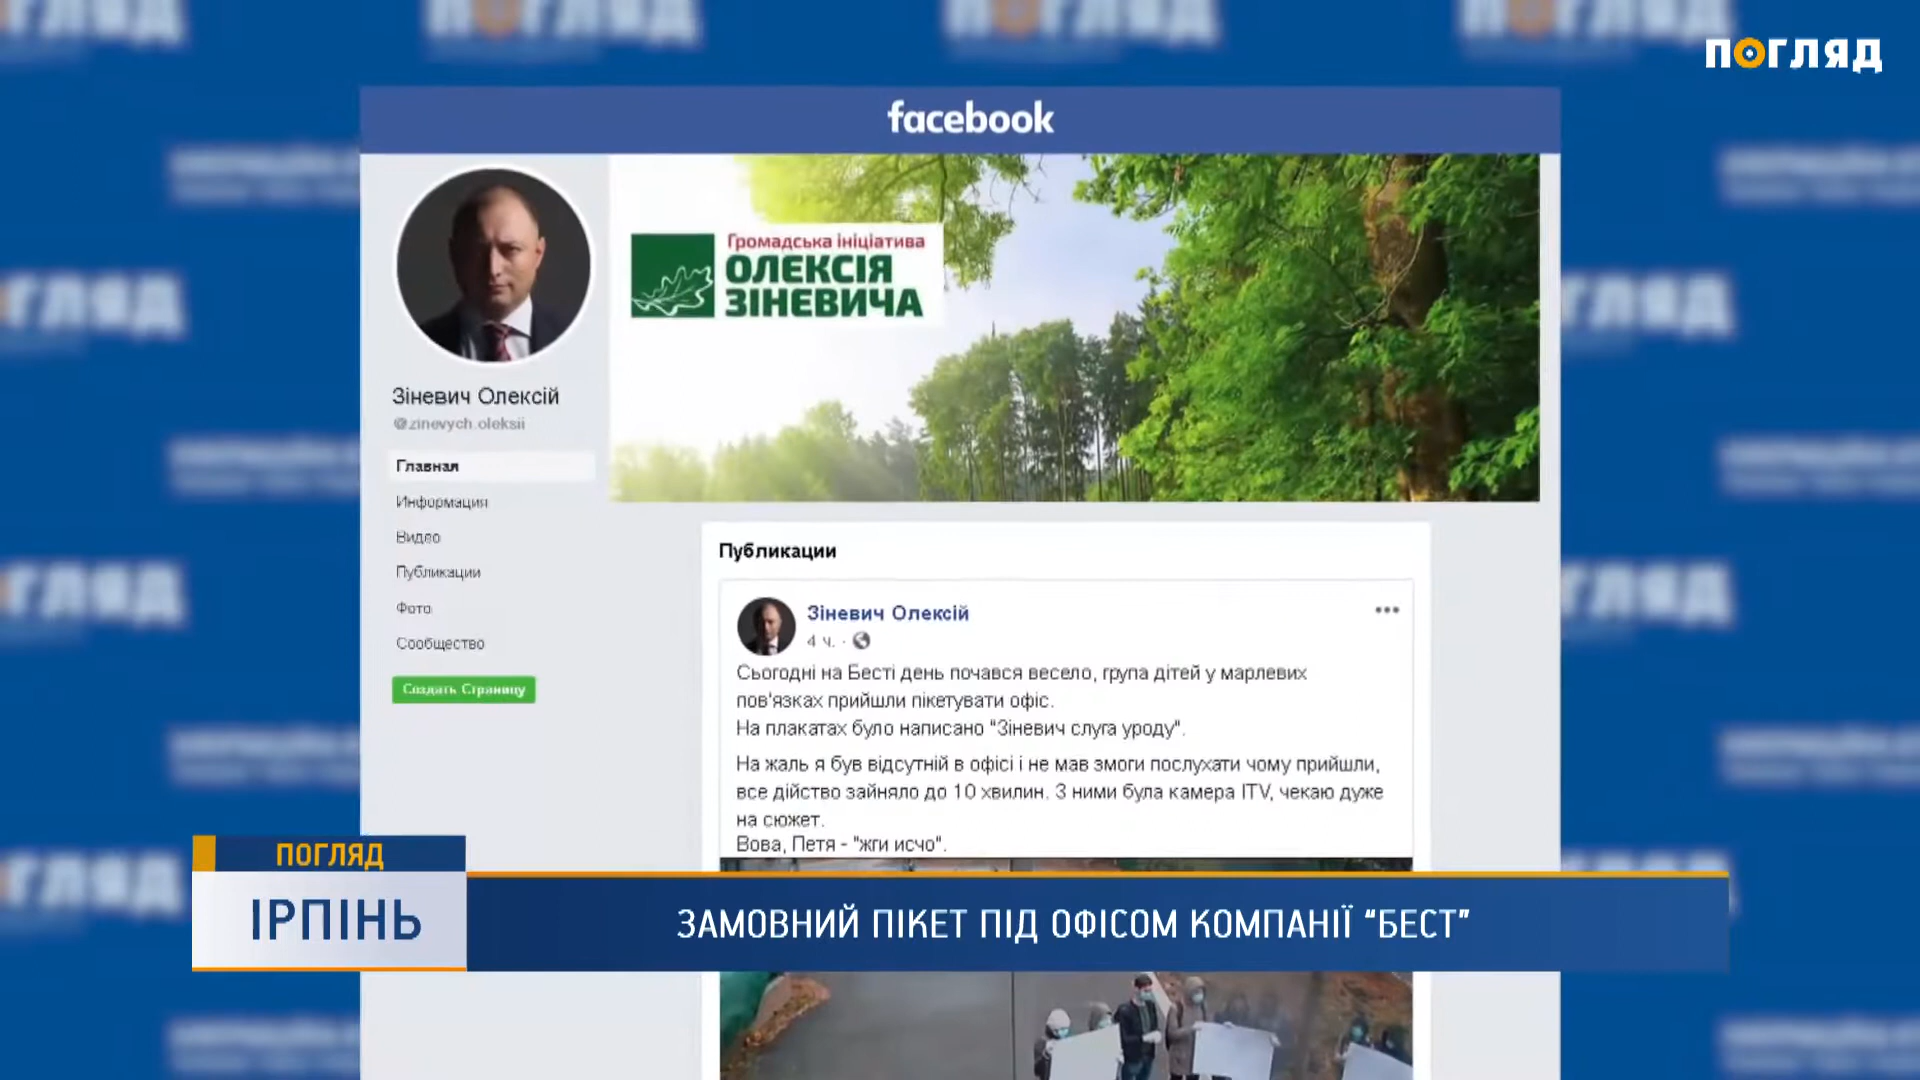 ПОГЛЯД
facebook
Громадська ініціатива
ОЛЕКСІЯ
ЗІНЕВИЧА
Зіневич Олексій
@zinevych.oleksii
Главная
Информация
Видео
Публикации
Фото
Сообщество
Создать Страницу
Публикации
Зіневич Олексій
4 ч.
Сьогодні на Бесті день почався весело, група дітей у марлевих
пов'язках прийшли пікетувати офіс.
На плакатах було написано "Зіневич слуга уроду".
На жаль я був відсутній в офісі і не мав змоги послухати чому прийшли,
все дійство зайняло до 10 хвилин. З ними була камера ITV, чекаю дуже
на сюжет.
Вова, Петя - "жги исчо".
ПОГЛЯД
ІРПІНЬ
ЗАМОВНИЙ ПІКЕТ ПІД ОФІСОМ КОМПАНІЇ “БЕСТ”